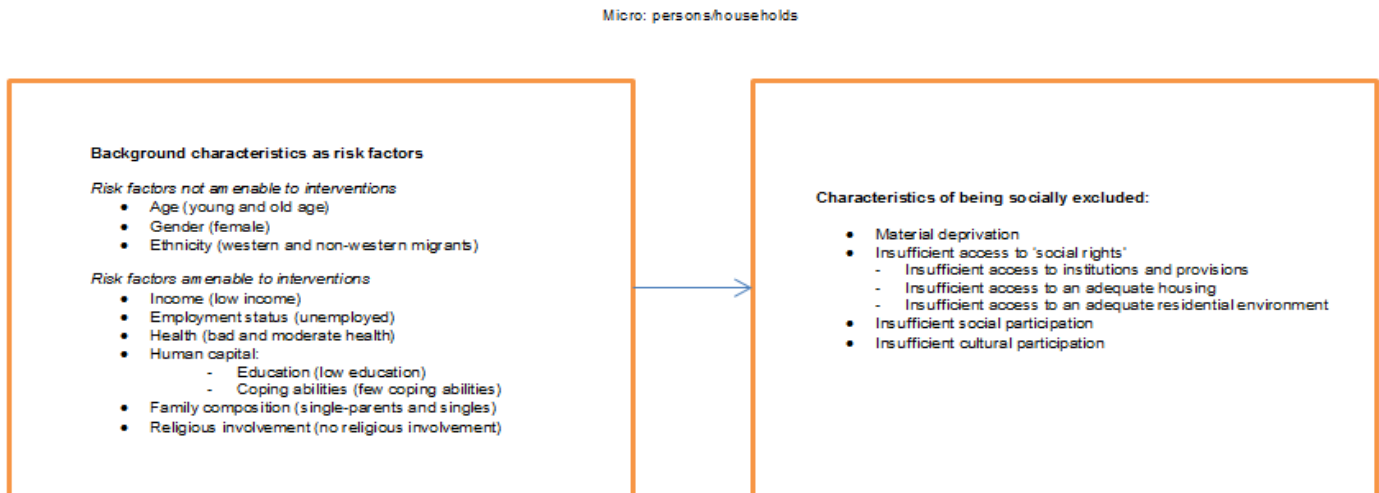 Micro: persons/households
Background characteristics as risk factors
Risk factors not amenable to interventions
• Age (young and old age)
• Gender (female)
• Ethnicity (western and non-western migrants)
Risk factors amenable to interventions
• Income (low income)
• Employment status (unemployed)
• Health (bad and moderate health)
• Human capital:
- Education (low education)
- Coping abilities (few coping abilities)
• Family composition (single-parents and singles)
• Religious involvement (no religious involvement)
Characteristics of being socially excluded:
• Material deprivation
• Insufficient access to 'social rights'
- Insufficient access to institutions and provisions
- Insufficient access to an adequate housing
- Insufficient access to an adequate residential environment
• Insufficient social participation
• Insufficient cultural participation